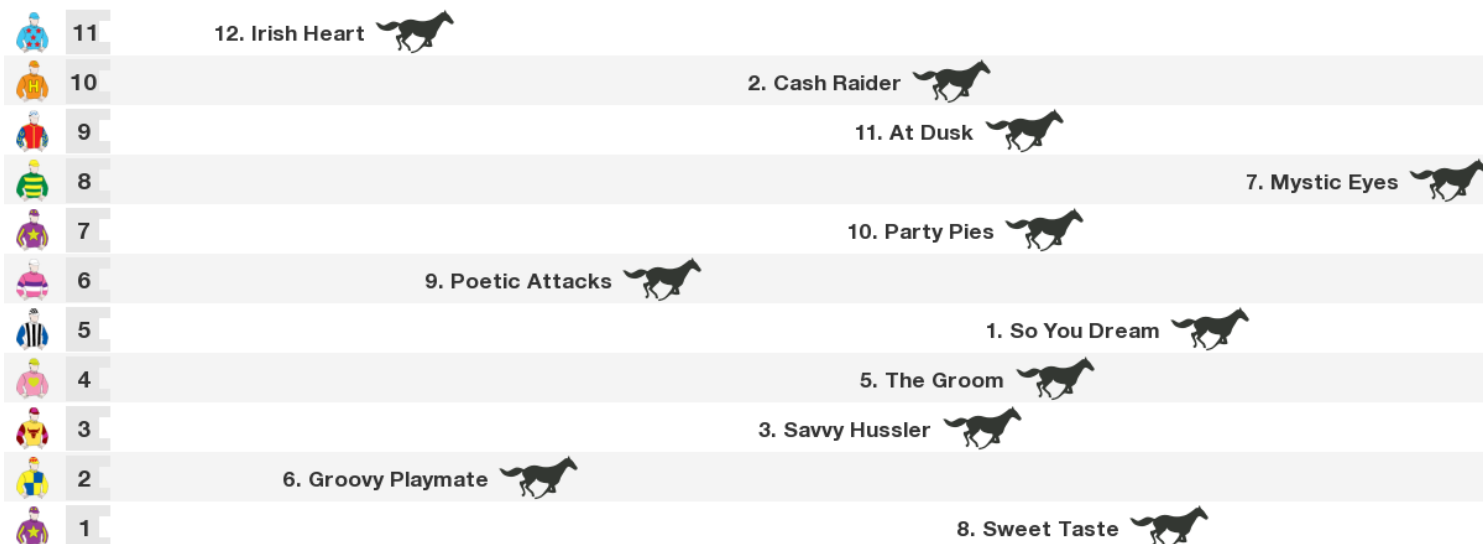 11 12. Irish Heart
H 10 2. Cash Raider
9 11. At Dusk
8 7. Mystic Eyes
7 10. Party Pies
6 9. Poetic Attacks
5 1. So You Dream
4 5. The Groom
3 3. Savvy Hussler
2 6. Groovy Playmate
1 8. Sweet Taste